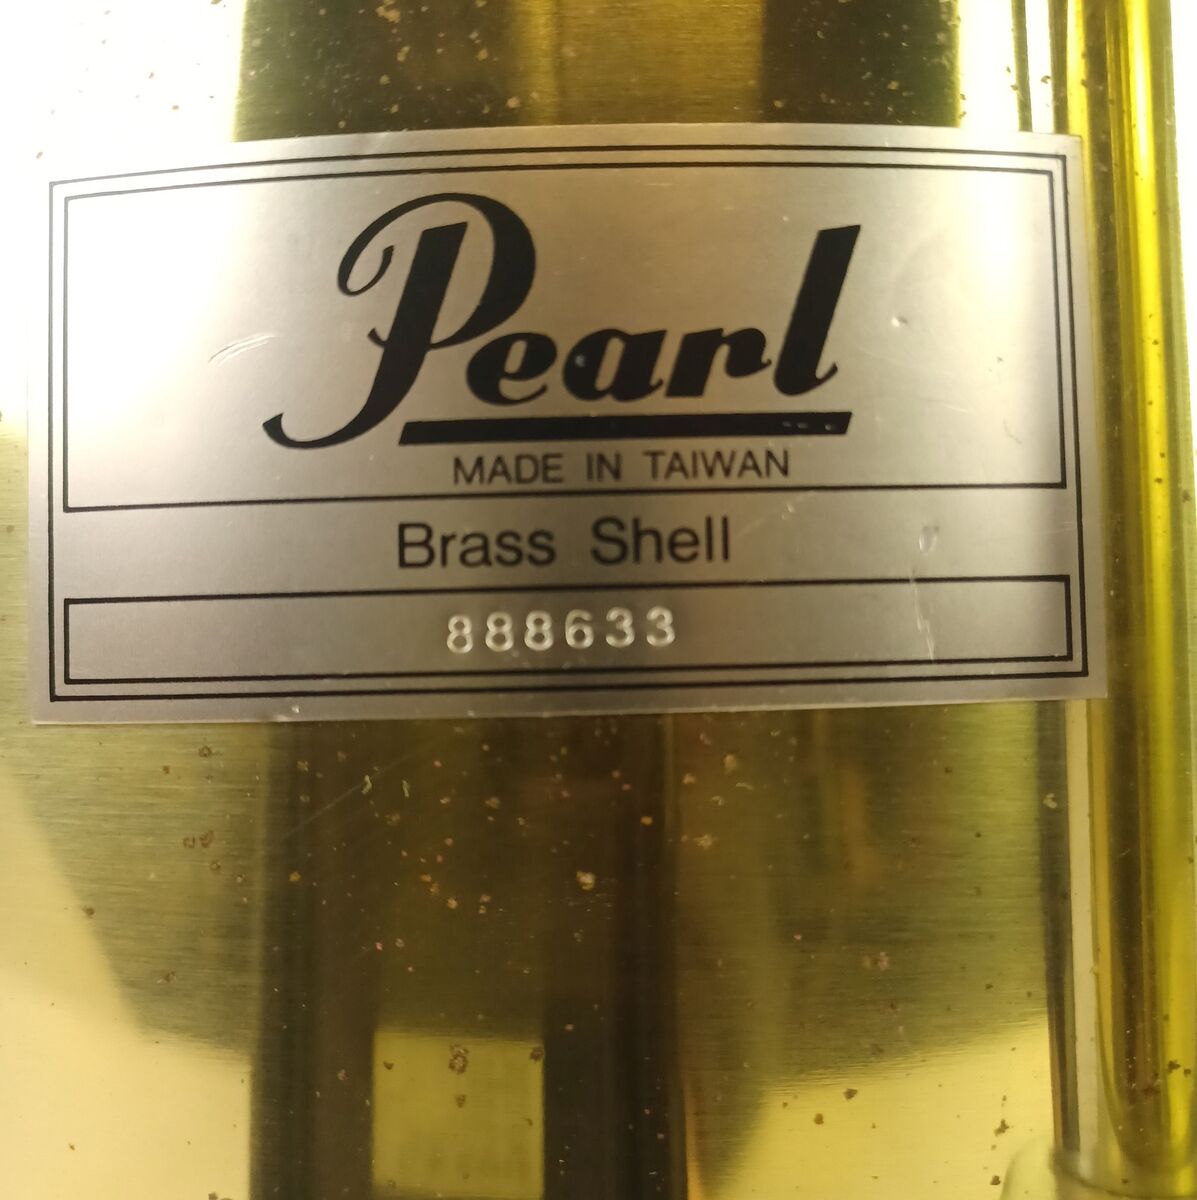 Pearl
MADE IN TAIWAN
Brass Shell
888633